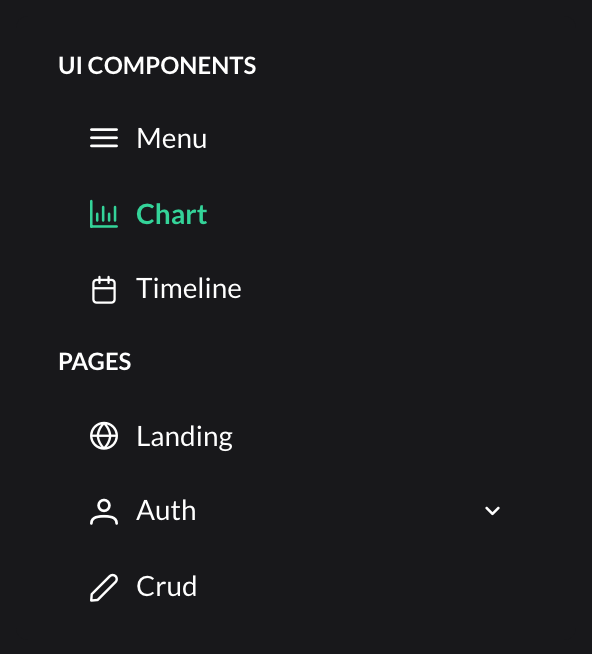 UI COMPONENTS
Menu
Chart
Timeline
PAGES
Landing
Auth
Crud